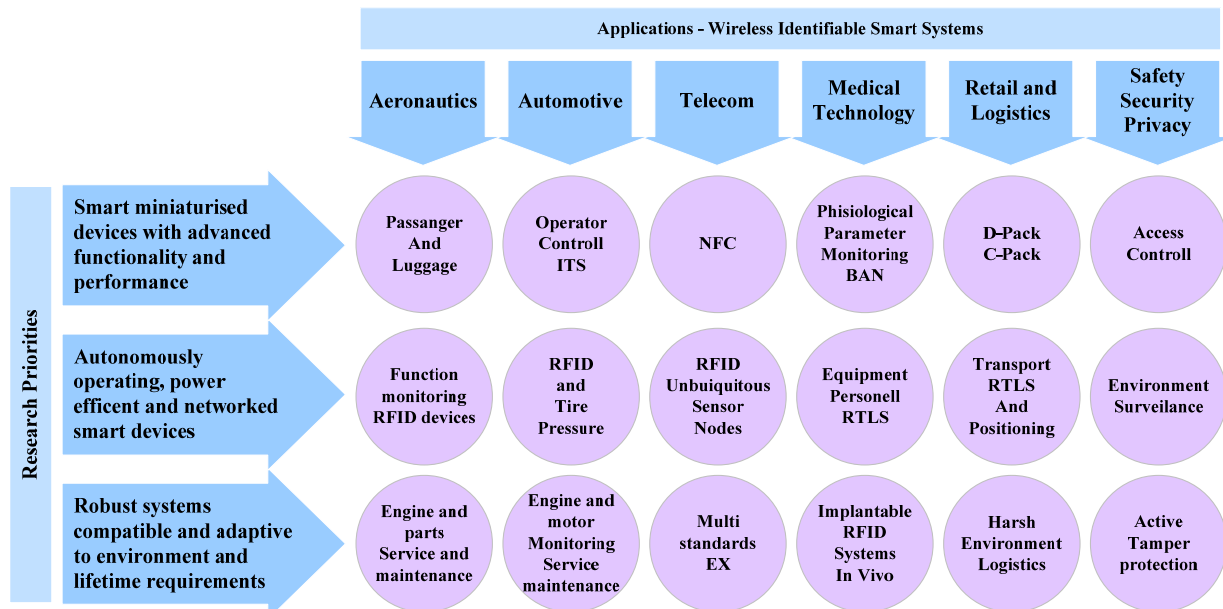 Applications - Wireless Identifiable Smart Systems
Aeronautics
Automotive
Telecom
Medical
Technology
Retail and
Logistics
Safety
Security
Privacy
Research Priorities
Smart miniaturised
devices with advanced
functionality and
performance
Passanger
And
Luggage
Operator
Controll
ITS
NFC
Phisiological
Parameter
Monitoring
BAN
D-Pack
C-Pack
Access
Controll
Autonomously
operating, power
efficent and networked
smart devices
Function
monitoring
RFID devices
RFID
and
Tire
Pressure
RFID
Unbuiquitous
Sensor
Nodes
Equipment
Personell
RTLS
Transport
RTLS
And
Positioning
Environment
Surveilance
Robust systems
compatible and adaptive
to environment and
lifetime requirements
Engine and
parts
Service and
maintenance
Engine and
motor
Monitoring
Service
maintenance
Multi
standards
EX
Implantable
RFID
Systems
In Vivo
Harsh
Environment
Logistics
Active
Tamper
protection